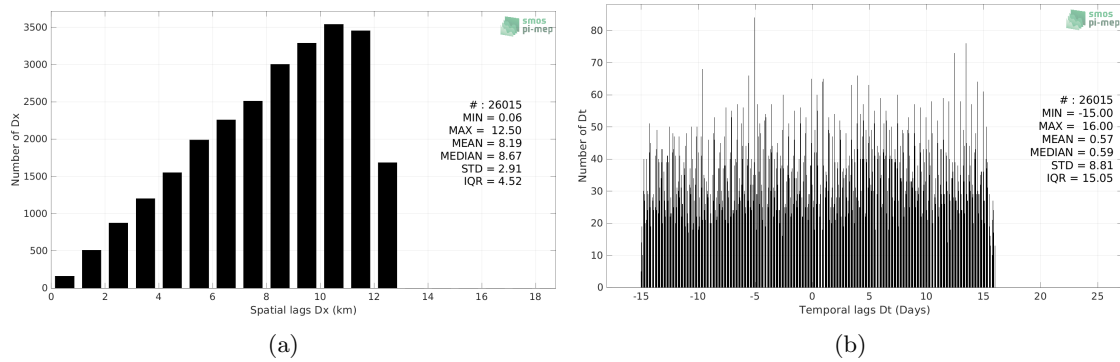 3500
3000
2500
2000
1500
1000
500
0
Number of Dx
0 2 4 6 8 10 12 14 16 18
Spatial lags Dx (km)
smos
pi-mep
# : 26015
MIN = 0.06
MAX = 12.50
MEAN = 8.19
MEDIAN = 8.67
STD = 2.91
IQR = 4.52
(a)
80
70
60
50
40
30
20
10
0
Number of Dt
-15 -10 -5 0 5 10 15 20 25
Temporal lags Dt (Days)
smos
pi-mep
# : 26015
MIN = -15.00
MAX = 16.00
MEAN = 0.57
MEDIAN = 0.59
STD = 8.81
IQR = 15.05
(b)